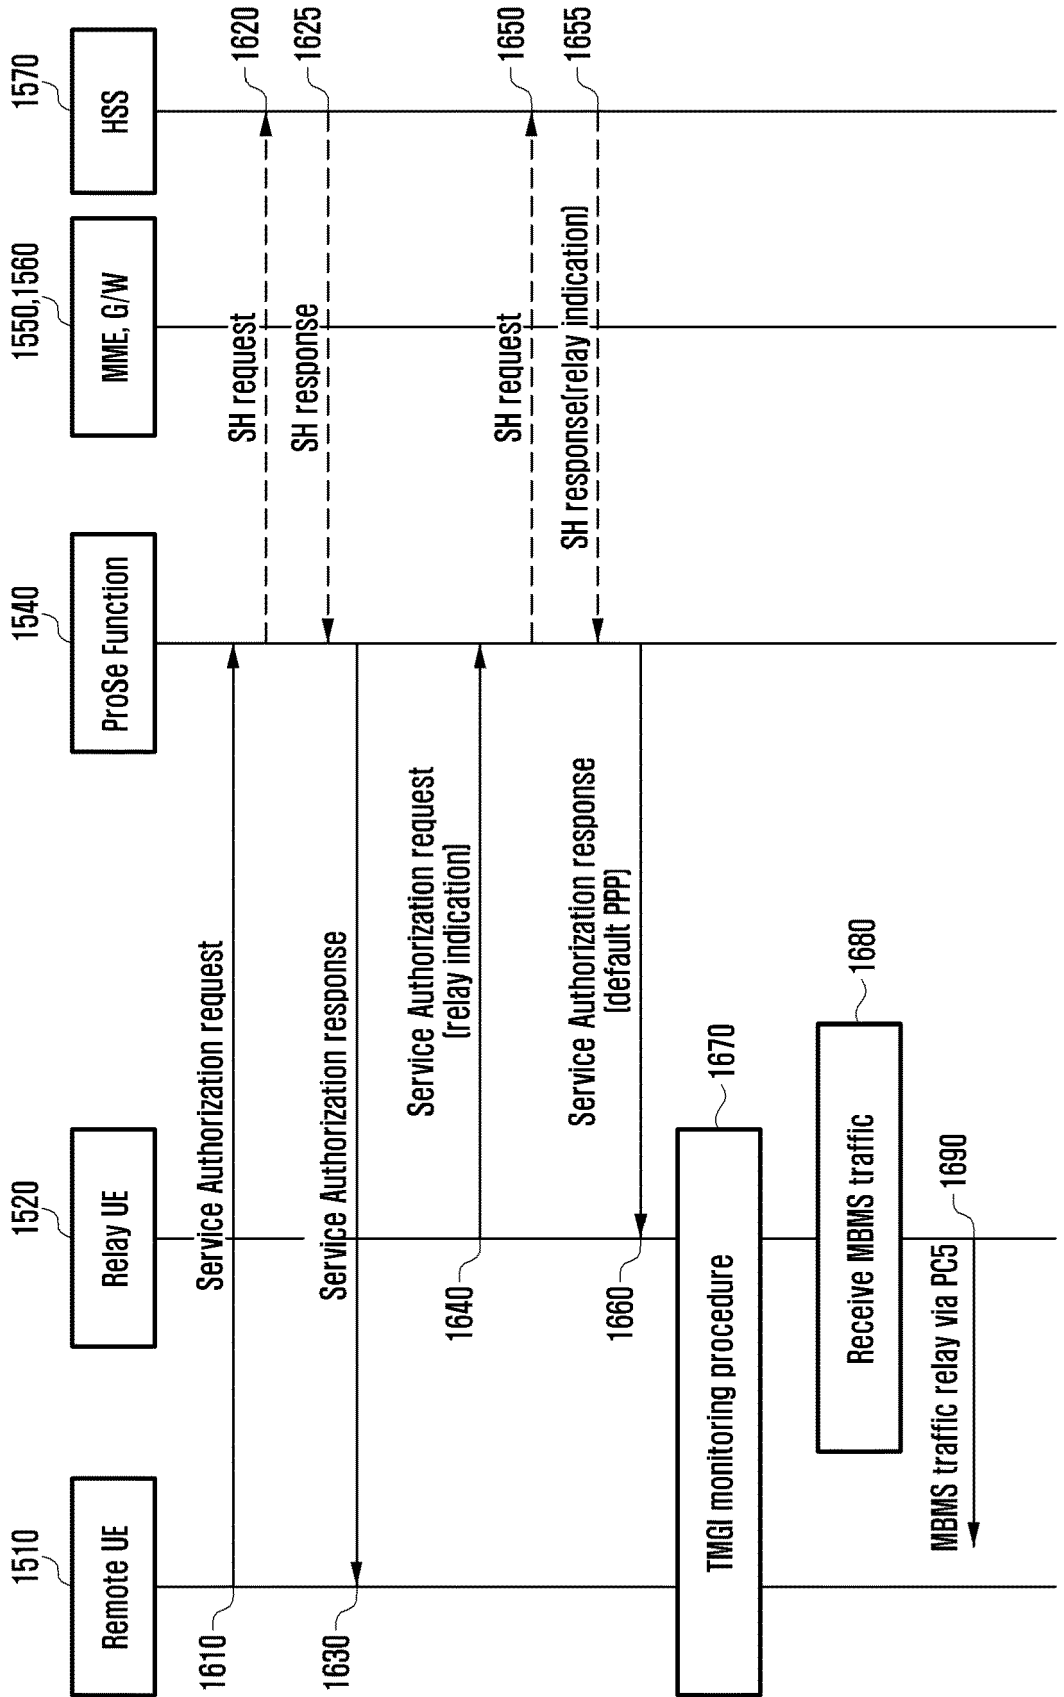 1510
1520
1540
1550,1560
1570
Remote UE
Relay UE
ProSe Function
MME, G/W
HSS
1610
Service Authorization request
SH request
1620
SH response
1625
1630
Service Authorization response
1640
Service Authorization request
(relay indication)
SH request
1650
SH response(relay indication)
1655
1660
Service Authorization response
(default PPP)
TMGI monitoring procedure
1670
Receive MBMS traffic
1680
MBMS traffic relay via PC5
1690